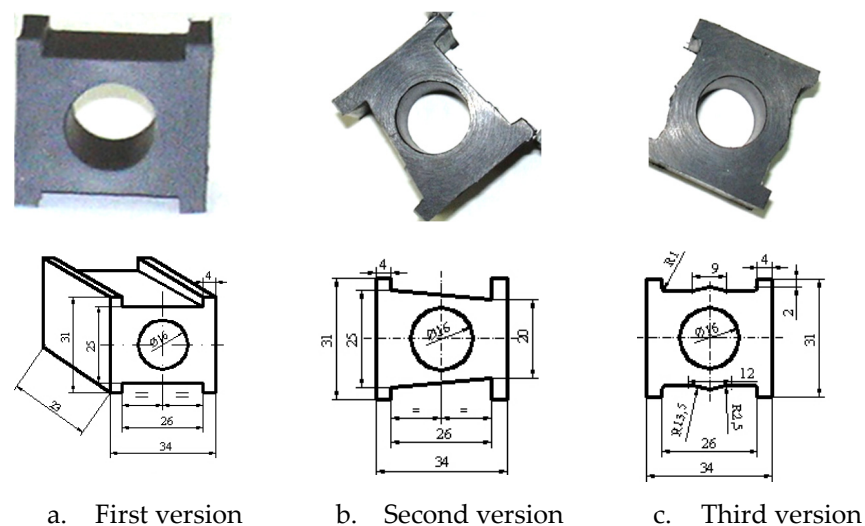 4
31
25
Ø16
= =
26
34
23
4
31
25
Ø16
20
= =
26
34
R1
9
4
2
Ø16
31
12
R13,5
R2,5
26
34
a. First version
b. Second version
c. Third version